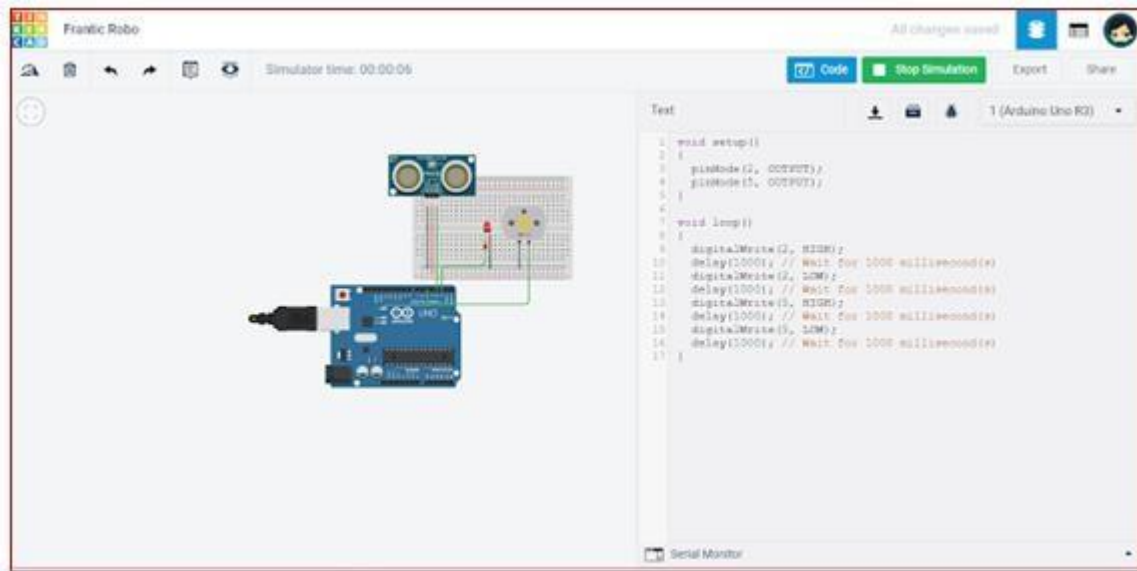 TIN
KER
CAD
Frantic Robo
All changes saved
Simulator time: 00:00:06
Code
Stop Simulation
Export
Share
Text
1 (Arduino Uno R3)
1 void setup()
2 {
3 pinMode(2, OUTPUT);
4 pinMode(5, OUTPUT);
5 }
6
7 void loop()
8 {
9 digitalWrite(2, HIGH);
10 delay(1000); // Wait for 1000 millisecond(s)
11 digitalWrite(2, LOW);
12 delay(1000); // Wait for 1000 millisecond(s)
13 digitalWrite(5, HIGH);
14 delay(1000); // Wait for 1000 millisecond(s)
15 digitalWrite(5, LOW);
16 delay(1000); // Wait for 1000 millisecond(s)
17 }
UNO
Serial Monitor